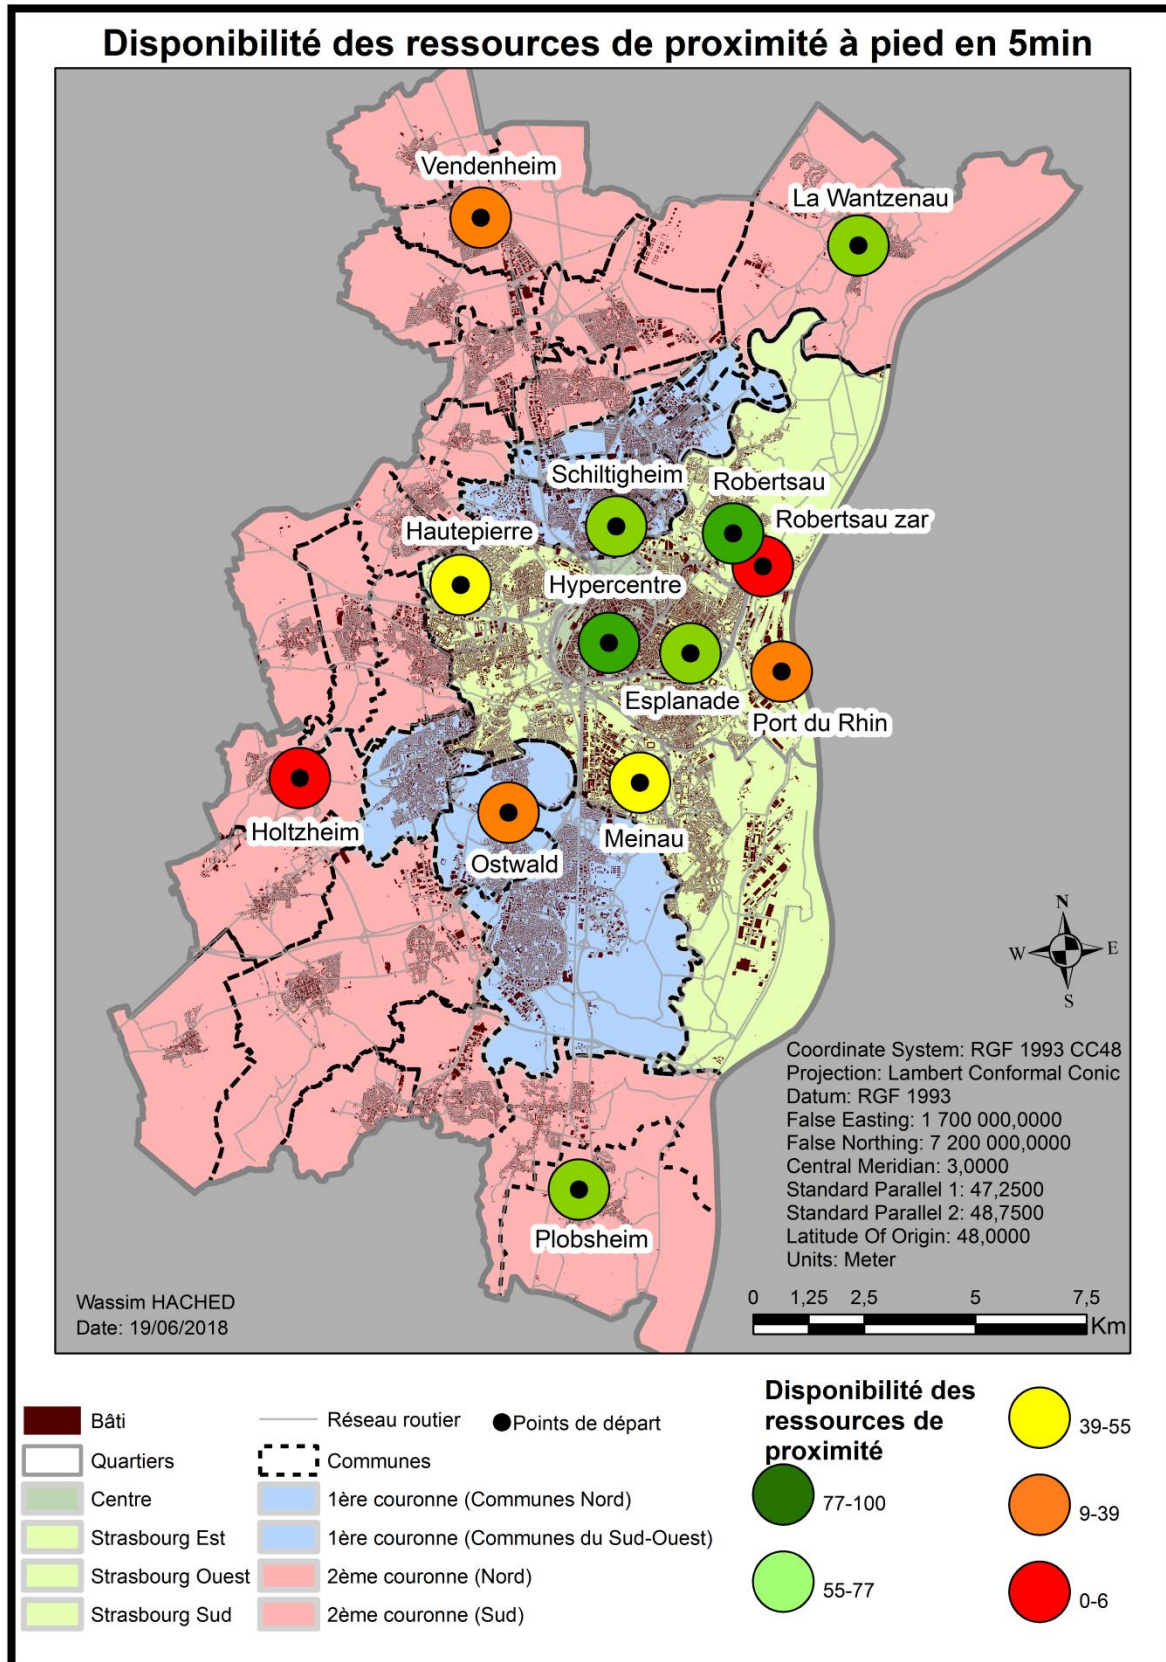 Disponibilité des ressources de proximité à pied en 5min
Vendenheim
La Wantzenau
Schiltigheim
Robertsau
Robertsau zar
Hautepierre
Hypercentre
Esplanade
Port du Rhin
Holtzheim
Ostwald
Meinau
Plobsheim
N
W
E
S
Coordinate System: RGF 1993 CC48
Projection: Lambert Conformal Conic
Datum: RGF 1993
False Easting: 1 700 000,0000
False Northing: 7 200 000,0000
Central Meridian: 3,0000
Standard Parallel 1: 47,2500
Standard Parallel 2: 48,7500
Latitude Of Origin: 48,0000
Units: Meter
Wassim HACHED
Date: 19/06/2018
0 1,25 2,5 5 7,5
Km
Bâti
Quartiers
Centre
Strasbourg Est
Strasbourg Ouest
Strasbourg Sud
Réseau routier
Points de départ
Communes
1ère couronne (Communes Nord)
1ère couronne (Communes du Sud-Ouest)
2ème couronne (Nord)
2ème couronne (Sud)
Disponibilité des
ressources de
proximité
77-100
55-77
39-55
9-39
0-6